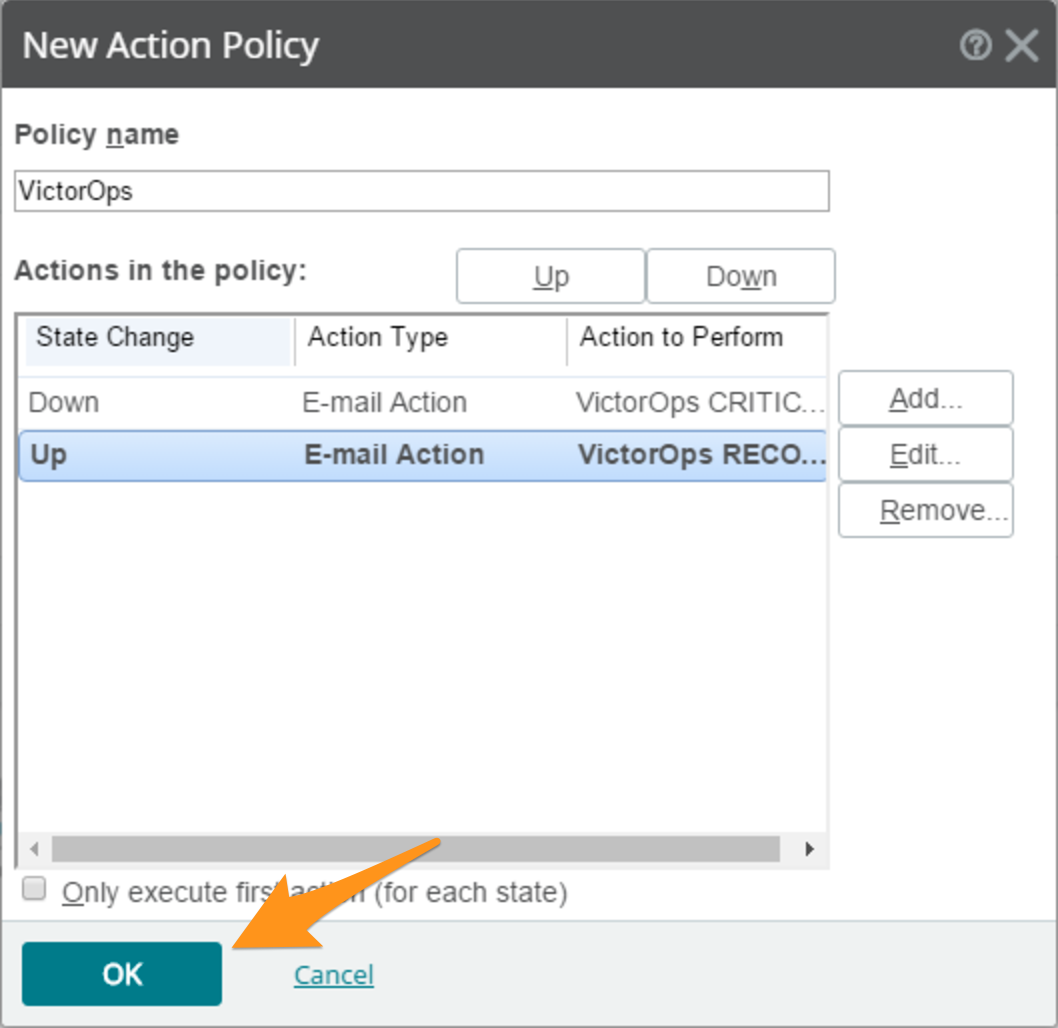 New Action Policy
Policy name
VictorOps
Actions in the policy:
Up
Down
State Change Action Type Action to Perform
Down E-mail Action VictorOps CRITIC...
Up E-mail Action VictorOps RECO...
Add...
Edit...
Remove...
Only execute first action (for each state)
OK Cancel